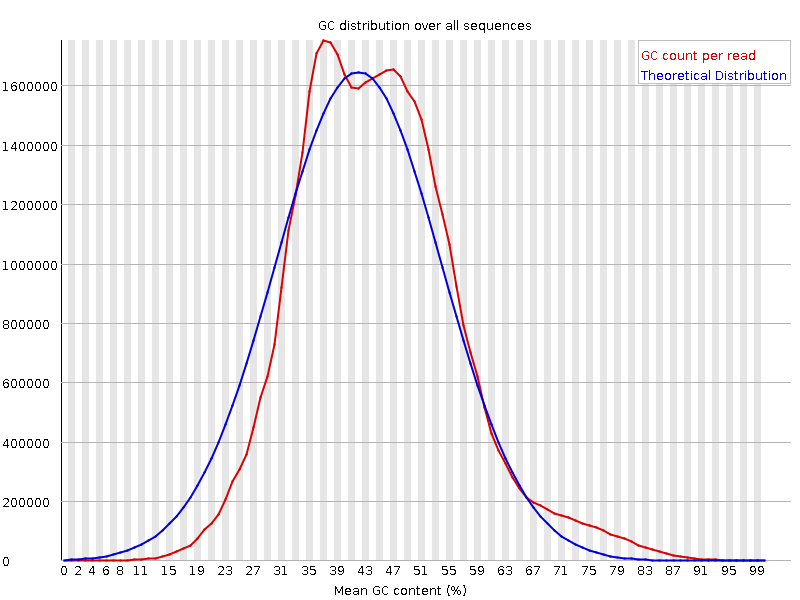 GC distribution over all sequences
GC count per read
Theoretical Distribution
1600000
1400000
1200000
1000000
800000
600000
400000
200000
0
0 2 4 6 8 11 15 19 23 27 31 35 39 43 47 51 55 59 63 67 71 75 79 83 87 91 95 99
Mean GC content (%)